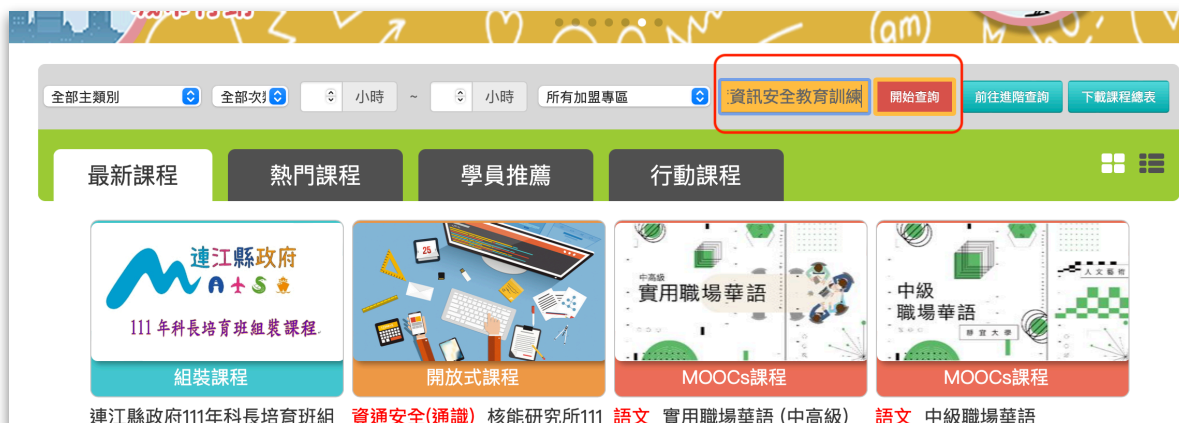 城市行銷
(am)
全部主類別
全部次
小時
~
小時
所有加盟專區
資訊安全教育訓練
開始查詢
前往進階查詢
下載課程總表
最新課程
熱門課程
學員推薦
行動課程
連江縣政府
MATSU
111 年科長培育班組裝課程
組裝課程
25
開放式課程
中高級
實用職場華語
MOOCs課程
人文藝術
中級
職場華語
靜宜大學
MOOCs課程
連江縣政府111年科長培育班組
資通安全(通識) 核能研究所111
語文 實用職場華語 (中高級)
語文 中級職場華語